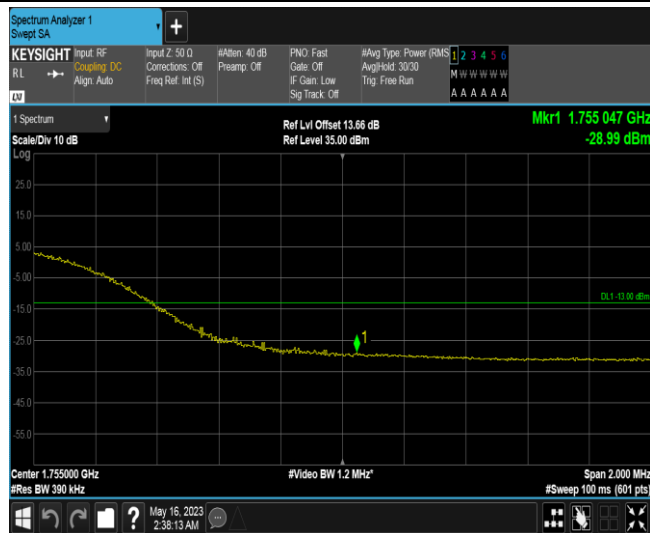 Spectrum Analyzer 1
Swept SA
KEYSIGHT
RL
Input: RF
Coupling: DC
Align: Auto
Input Z: 50 Ω
Corrections: Off
Freq Ref: Int (S)
#Atten: 40 dB
Preamp: Off
PNO: Fast
Gate: Off
IF Gain: Low
Sig Track: Off
#Avg Type: Power (RMS
Avg|Hold: 30/30
Trig: Free Run
1 2 3 4 5 6
M W W W W W
A A A A A A
LXI
1 Spectrum
Scale/Div 10 dB
Ref Lvl Offset 13.66 dB
Ref Level 35.00 dBm
Mkr1 1.755 047 GHz
-28.99 dBm
Log
25.0
15.0
5.00
-5.00
DL1 -13.00 dBm
-15.0
-25.0
1
-35.0
-45.0
-55.0
Center 1.755000 GHz
#Res BW 390 kHz
#Video BW 1.2 MHz*
Span 2.000 MHz
#Sweep 100 ms (601 pts)
May 16, 2023
2:38:13 AM